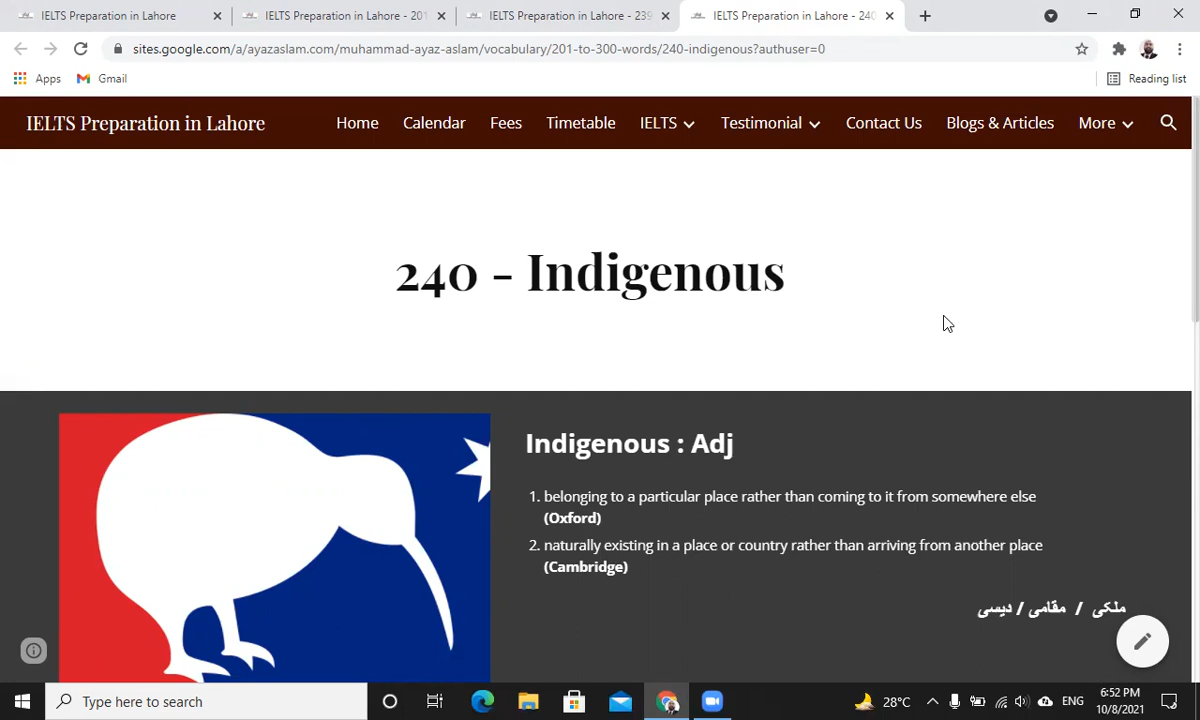 IELTS Preparation in Lahore
IELTS Preparation in Lahore - 201
IELTS Preparation in Lahore - 239
IELTS Preparation in Lahore - 240
sites.google.com/a/ayazaslam.com/muhammad-ayaz-aslam/vocabulary/201-to-300-words/240-indigenous?authuser=0
Apps Gmail Reading list
IELTS Preparation in Lahore Home Calendar Fees Timetable IELTS Testimonial Contact Us Blogs & Articles More
240 - Indigenous
Indigenous : Adj
1. belonging to a particular place rather than coming to it from somewhere else
(Oxford)
2. naturally existing in a place or country rather than arriving from another place
(Cambridge)
ملکی / مقامی / دیسی
Type here to search 28°C ENG 6:52 PM
10/8/2021